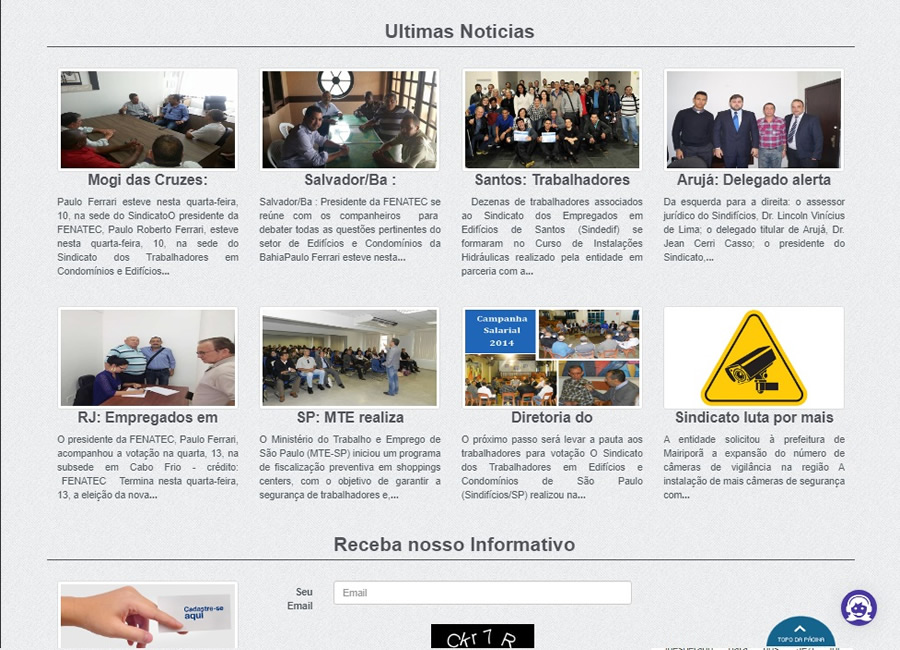 Ultimas Noticias
Mogi das Cruzes:
Paulo Ferrari esteve nesta quarta-feira,
10, na sede do SindicatoO presidente da
FENATEC, Paulo Roberto Ferrari, esteve
nesta quarta-feira, 10, na sede do
Sindicato dos Trabalhadores em
Condomínios e Edifícios...
Salvador/Ba :
Salvador/Ba : Presidente da FENATEC se
reúne com os companheiros para
debater todas as questões pertinentes do
setor de Edifícios e Condomínios da
BahiaPaulo Ferrari esteve nesta...
Santos: Trabalhadores
Dezenas de trabalhadores associados
ao Sindicato dos Empregados em
Edifícios de Santos (Sindedif) se
formaram no Curso de Instalações
Hidráulicas realizado pela entidade em
parceria com a...
Arujá: Delegado alerta
Da esquerda para a direita: o assessor
jurídico do Sindifícios, Dr. Lincoln Vinícius
de Lima; o delegado titular de Arujá, Dr.
Jean Cerri Casso; o presidente do
Sindicato,...
Campanha
Salarial
2014
RJ: Empregados em
O presidente da FENATEC, Paulo Ferrari,
acompanhou a votação na quarta, 13, na
subsede em Cabo Frio - crédito:
FENATEC Termina nesta quarta-feira,
13, a eleição da nova...
SP: MTE realiza
O Ministério do Trabalho e Emprego de
São Paulo (MTE-SP) iniciou um programa
de fiscalização preventiva em shoppings
centers, com o objetivo de garantir a
segurança de trabalhadores e,...
Diretoria do
O próximo passo será levar a pauta aos
trabalhadores para votação O Sindicato
dos Trabalhadores em Edifícios e
Condomínios de São Paulo
(Sindifícios/SP) realizou na...
Sindicato luta por mais
A entidade solicitou à prefeitura de
Mairiporã a expansão do número de
câmeras de vigilância na região A
instalação de mais câmeras de segurança
com...
Receba nosso Informativo
Cadastre-se
aqui
Seu
Email
Email
Ckr7 R
TOPO DA PÁGINA